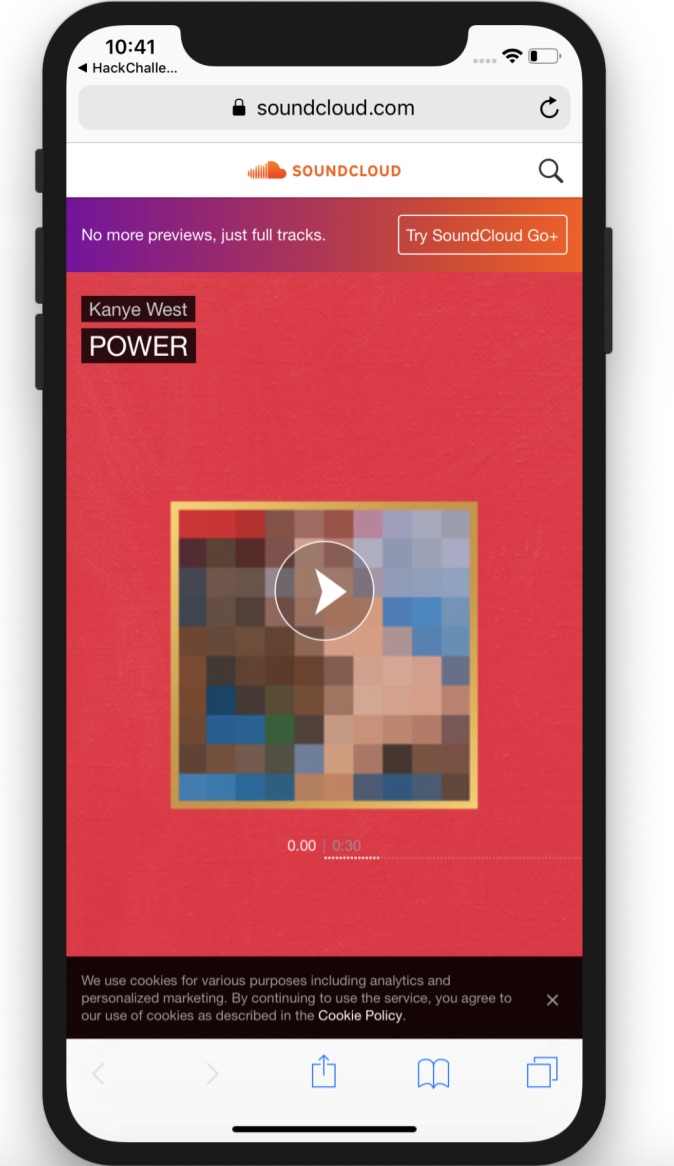 10:41
◀ HackChalle...
soundcloud.com
SOUNDCLOUD
No more previews, just full tracks.
Try SoundCloud Go+
Kanye West
POWER
0.00 | 0:30
We use cookies for various purposes including analytics and
personalized marketing. By continuing to use the service, you agree to
our use of cookies as described in the Cookie Policy.